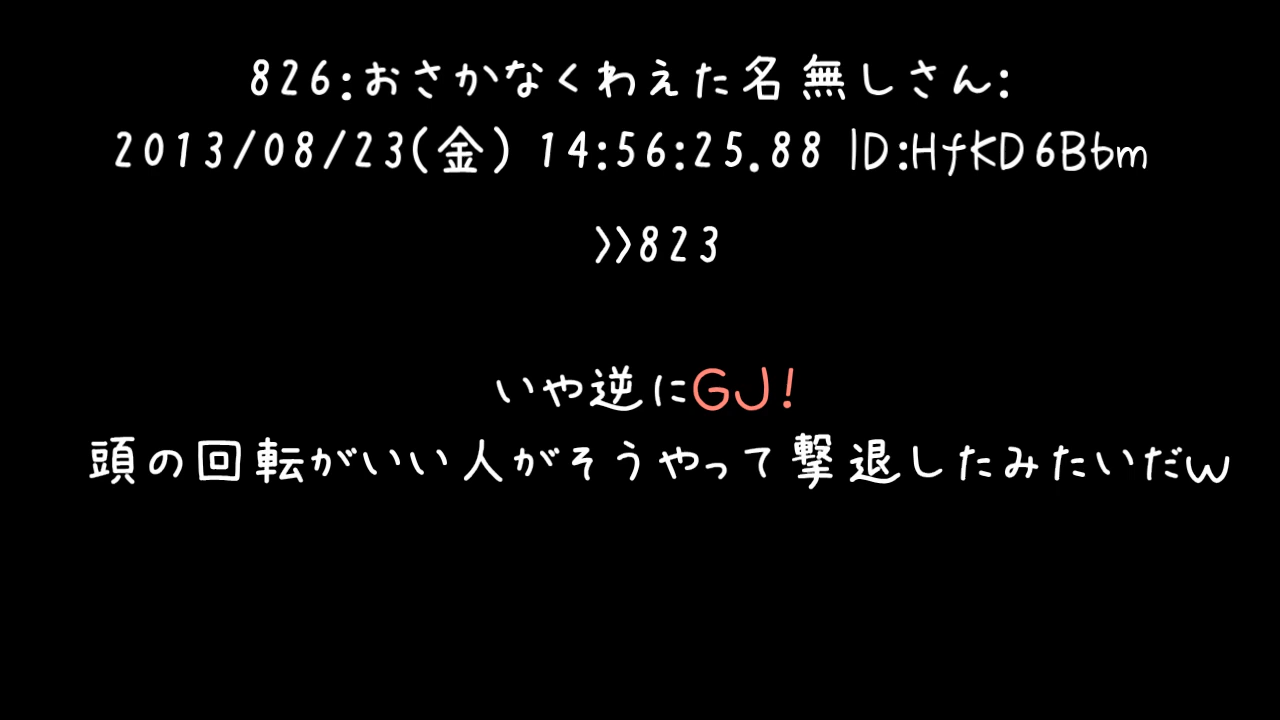 826:おさかなくわえた名無しさん:
2013/08/23(金) 14:56:25.88 ID:HfKD6Bbm
>>823
いや逆にGJ!
頭の回転がいい人がそうやって撃退したみたいだw